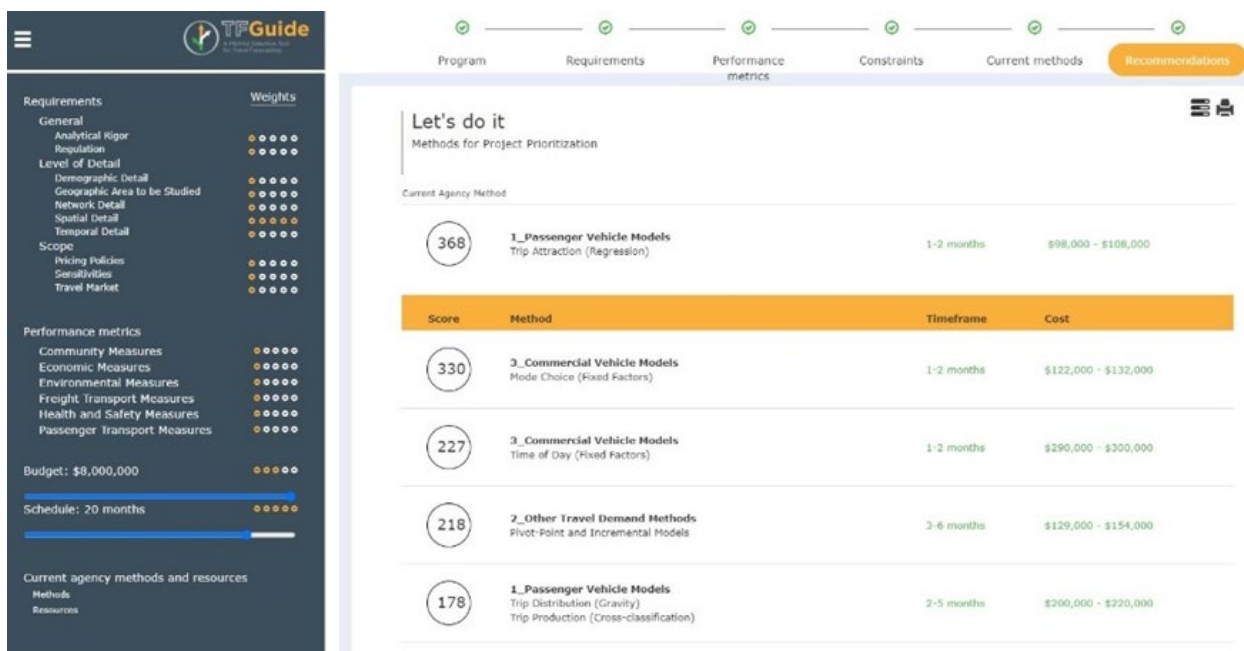 TFGuide
A Method Selection Tool
for Travel Forecasting
Program
Requirements
Performance
metrics
Constraints
Current methods
Recommendations
Requirements Weights
General
Analytical Rigor
Regulation
Level of Detail
Demographic Detail
Geographic Area to be Studied
Network Detail
Spatial Detail
Temporal Detail
Scope
Pricing Policies
Sensitivities
Travel Market
Performance metrics
Community Measures
Economic Measures
Environmental Measures
Freight Transport Measures
Health and Safety Measures
Passenger Transport Measures
Budget: $8,000,000
Schedule: 20 months
Current agency methods and resources
Methods
Resources
Let's do it
Methods for Project Prioritization
Current Agency Method
368 1_Passenger Vehicle Models 1-2 months $98,000 - $108,000
Trip Attraction (Regression)
Score Method Timeframe Cost
330 3_Commercial Vehicle Models 1-2 months $122,000 - $132,000
Mode Choice (Fixed Factors)
227 3_Commercial Vehicle Models 1-2 months $290,000 - $300,000
Time of Day (Fixed Factors)
218 2_Other Travel Demand Methods 3-6 months $129,000 - $154,000
Pivot-Point and Incremental Models
178 1_Passenger Vehicle Models 2-5 months $200,000 - $220,000
Trip Distribution (Gravity)
Trip Production (Cross-classification)